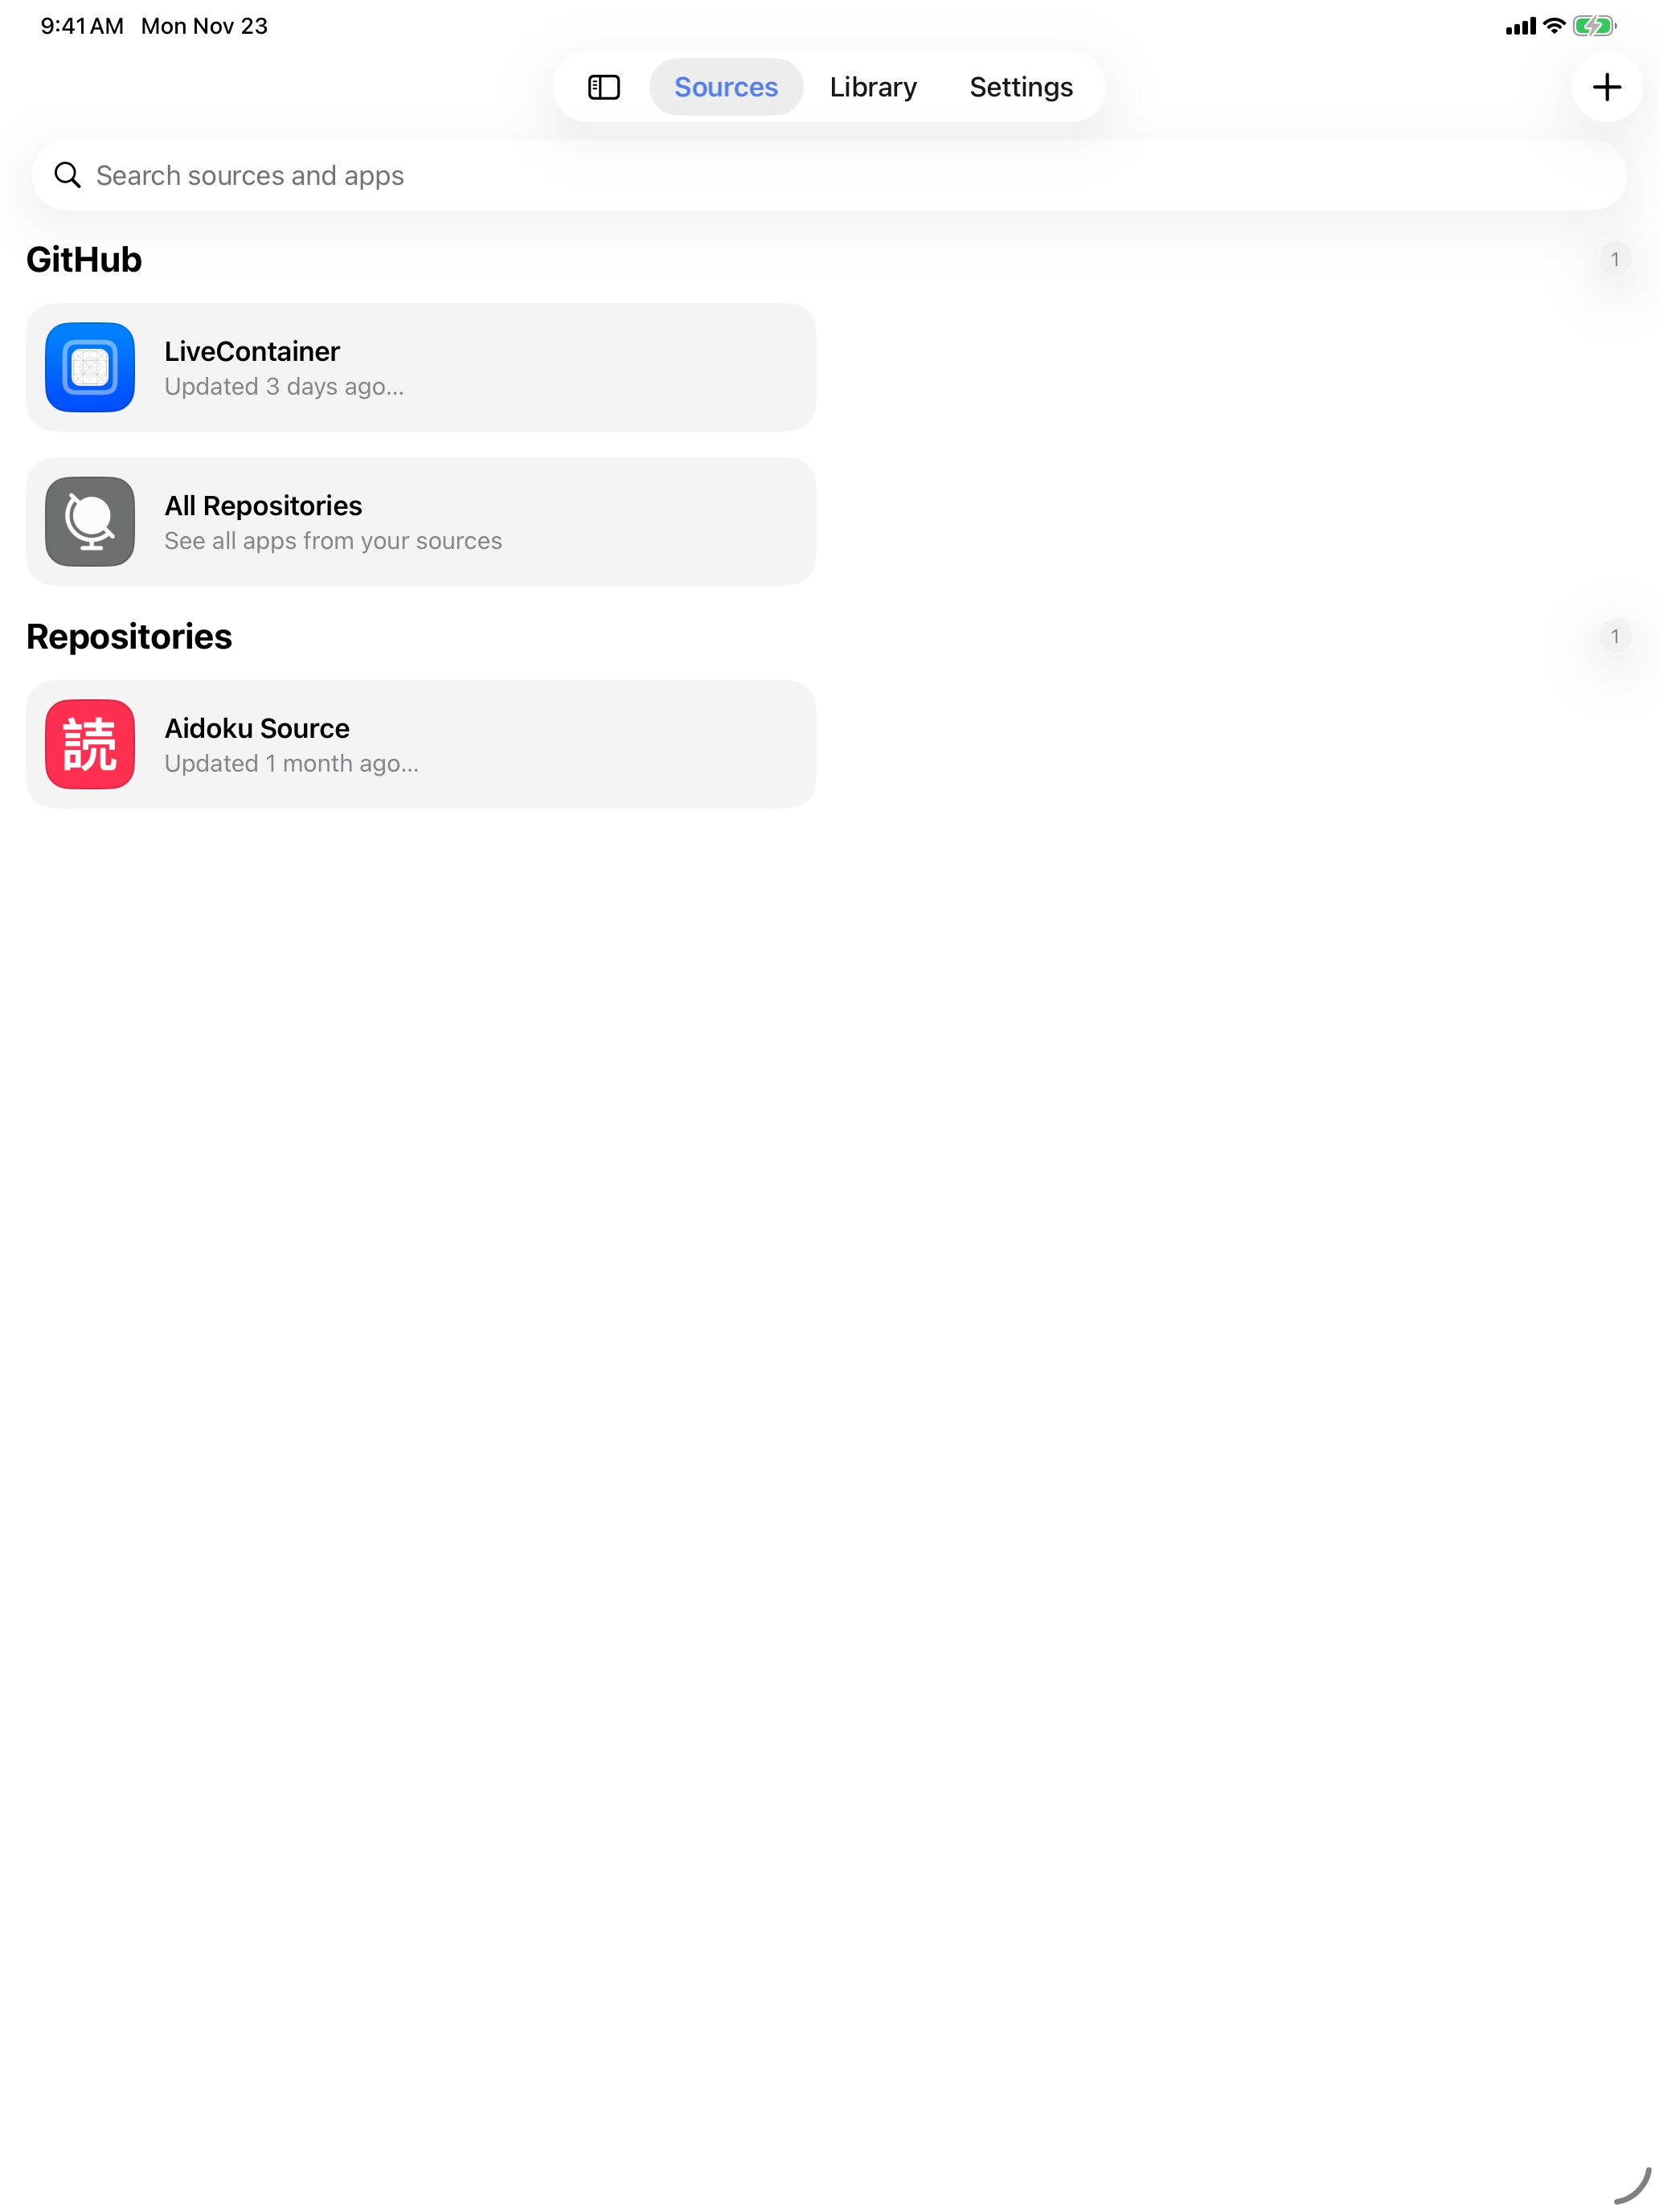 9:41 AM Mon Nov 23
Sources Library Settings
Search sources and apps
GitHub 1
LiveContainer
Updated 3 days ago...
All Repositories
See all apps from your sources
Repositories 1
読
Aidoku Source
Updated 1 month ago...